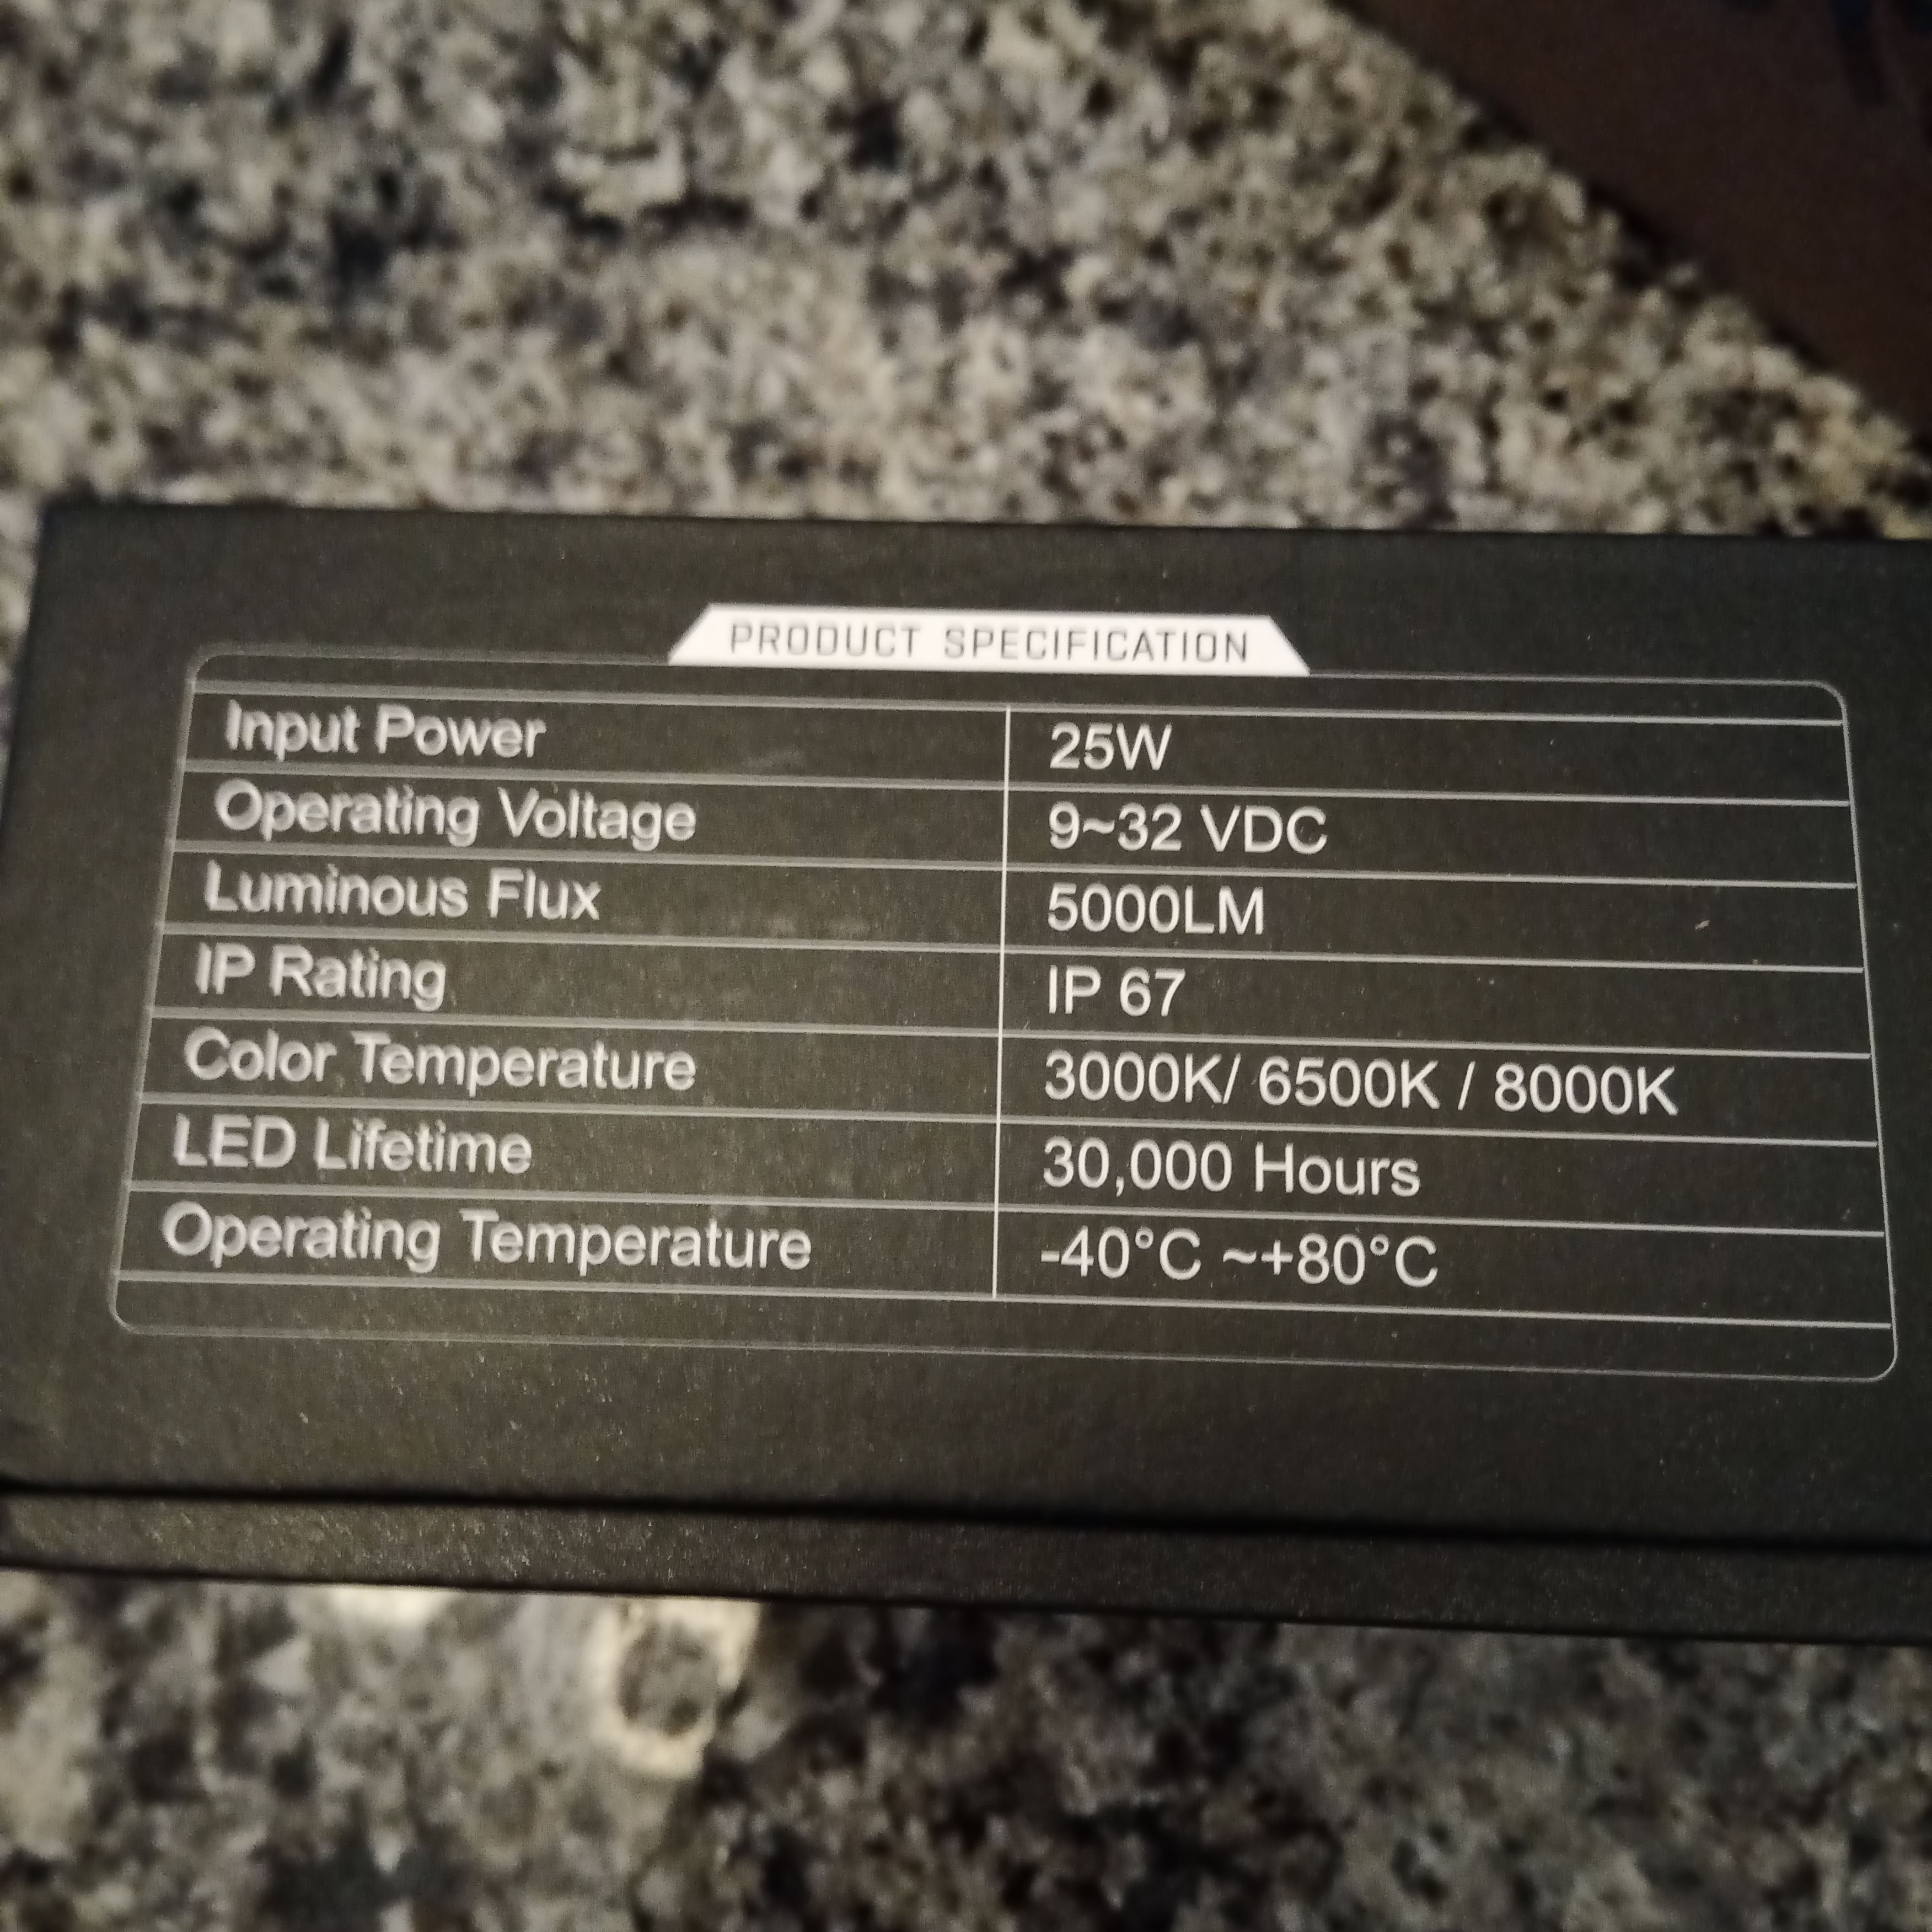 PRODUCT SPECIFICATION
Input Power 25W
Operating Voltage 9~32 VDC
Luminous Flux 5000LM
IP Rating IP 67
Color Temperature 3000K/ 6500K / 8000K
LED Lifetime 30,000 Hours
Operating Temperature -40°C ~+80°C